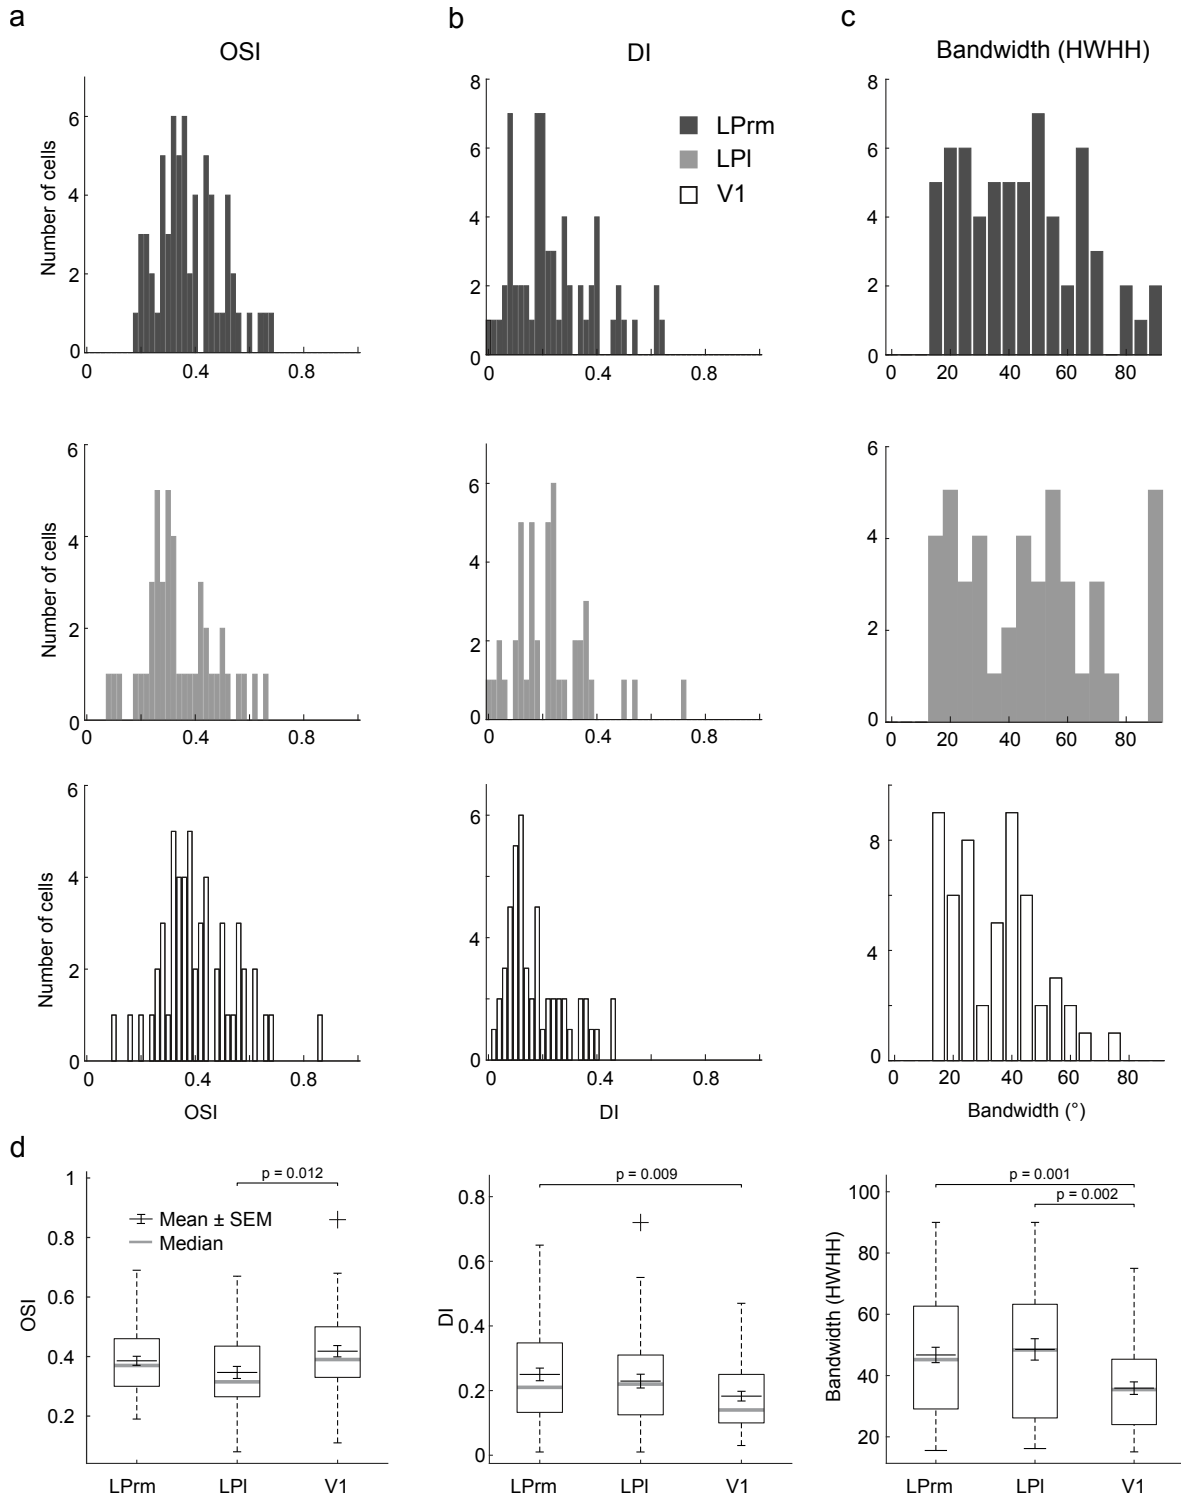 a
b
c
OSI
DI
Bandwidth (HWHH)
Number of cells
6
4
2
0
0 0.4 0.8
8
6
4
2
0
0 0.4 0.8
LPrm
LPl
V1
8
6
4
2
0
0 20 40 60 80
Number of cells
6
4
2
0
0 0.4 0.8
6
4
2
0
0 0.4 0.8
6
4
2
0
0 20 40 60 80
Number of cells
6
4
2
0
0 0.4 0.8
OSI
6
4
0
0 0.4 0.8
DI
8
4
0
0 20 40 60 80
Bandwidth (°)
d
OSI
1
0.8
0.6
0.4
0.2
p = 0.012
Mean ± SEM
Median
LPrm LPl V1
DI
0.8
0.6
0.4
0.2
0
p = 0.009
LPrm LPl V1
Bandwidth (HWHH)
100
80
60
40
20
p = 0.001
p = 0.002
LPrm LPl V1